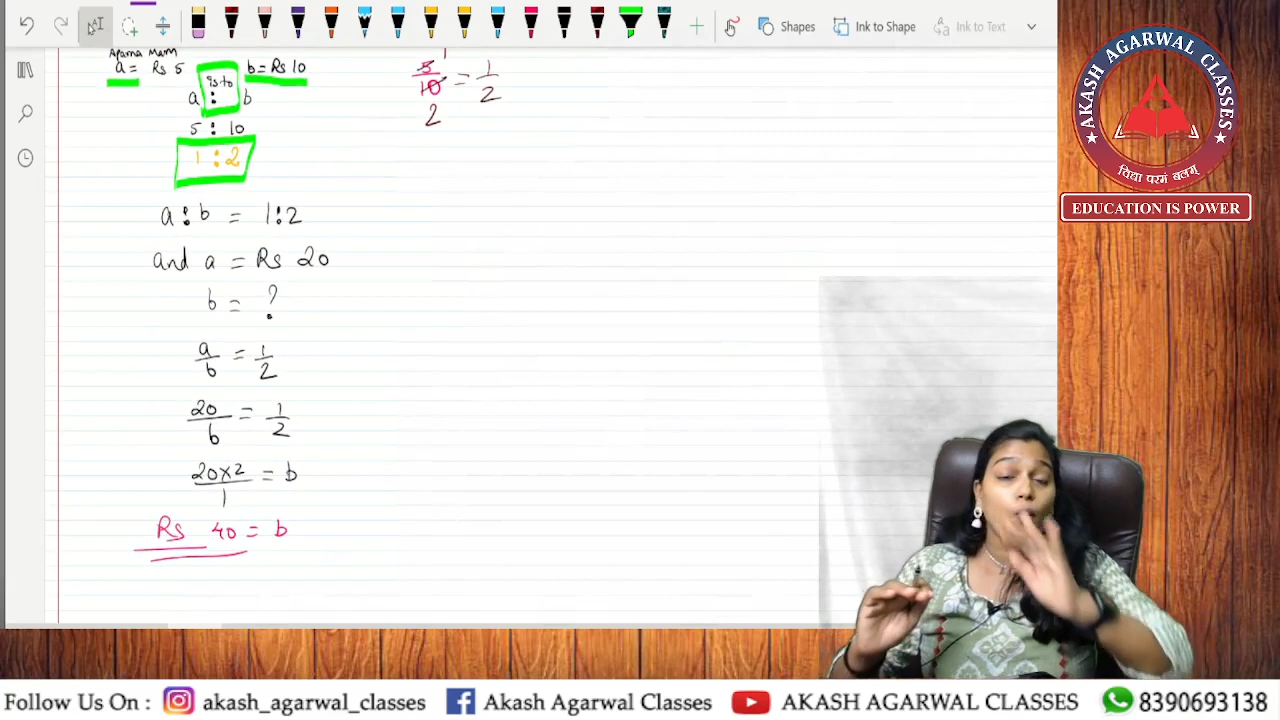 Shapes
Ink to Shape
Ink to Text
Aparna Mam
a = Rs 5
b = Rs 10
is to
a : b
5 : 10
1 : 2
1
5/10 = 1/2
2
a : b = 1 : 2
and a = Rs 20
b = ?
a/b = 1/2
20/b = 1/2
20×2/1 = b
Rs 40 = b
AKASH AGARWAL CLASSES
विद्या परमं बलम्
EDUCATION IS POWER
Follow Us On : akash_agarwal_classes Akash Agarwal Classes AKASH AGARWAL CLASSES 8390693138